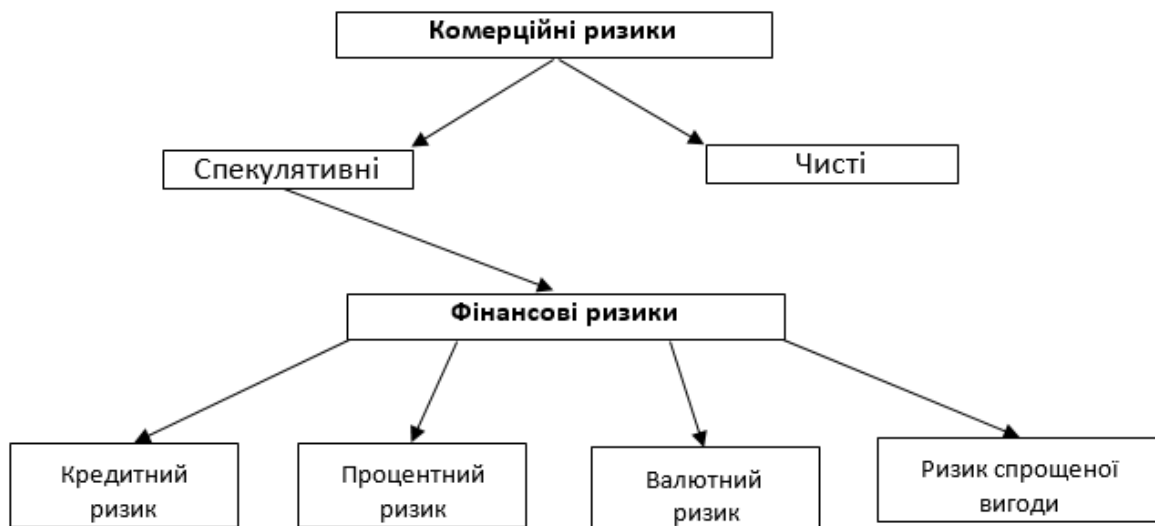 Комерційні ризики
Спекулятивні
Чисті
Фінансові ризики
Кредитний
ризик
Процентний
ризик
Валютний
ризик
Ризик спрощеної
вигоди